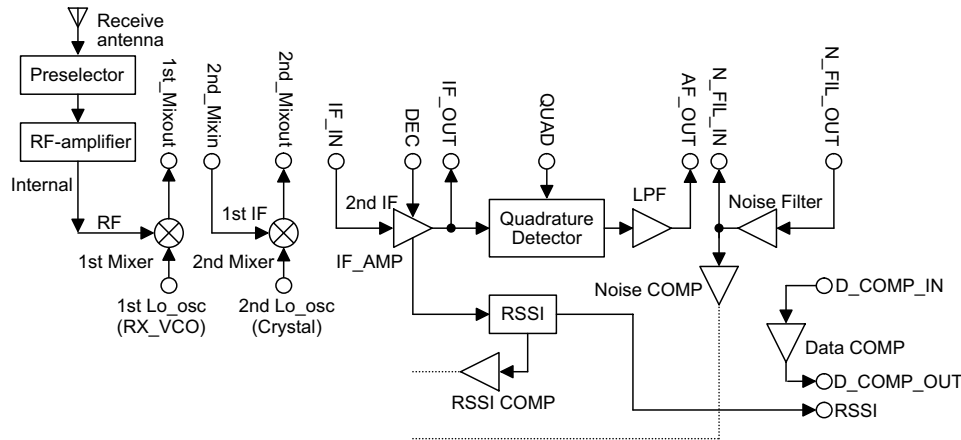 Receive
antenna
Preselector
RF-amplifier
Internal
RF
1st Mixer
1st_Mixout
1st Lo_osc
(RX_VCO)
2nd_Mixin
1st IF
2nd Mixer
2nd_Mixout
2nd Lo_osc
(Crystal)
IF_IN
2nd IF
IF_AMP
DEC
IF_OUT
QUAD
Quadrature
Detector
LPF
AF_OUT
N_FIL_IN
Noise Filter
N_FIL_OUT
Noise COMP
RSSI
RSSI COMP
D_COMP_IN
Data COMP
D_COMP_OUT
RSSI